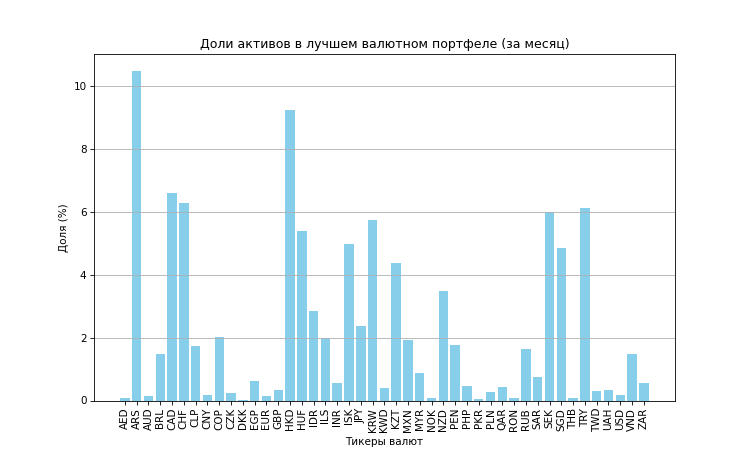 Доли активов в лучшем валютном портфеле (за месяц)
Доля (%)
10
8
6
4
2
0
AED ARS AUD BRL CAD CHF CLP CNY COP CZK DKK EGP EUR GBP HKD HUF IDR ILS INR ISK JPY KRW KWD KZT MXN MYR NOK NZD PEN PHP PKR PLN QAR RON RUB SAR SEK SGD THB TRY TWD UAH USD VND ZAR
Тикеры валют